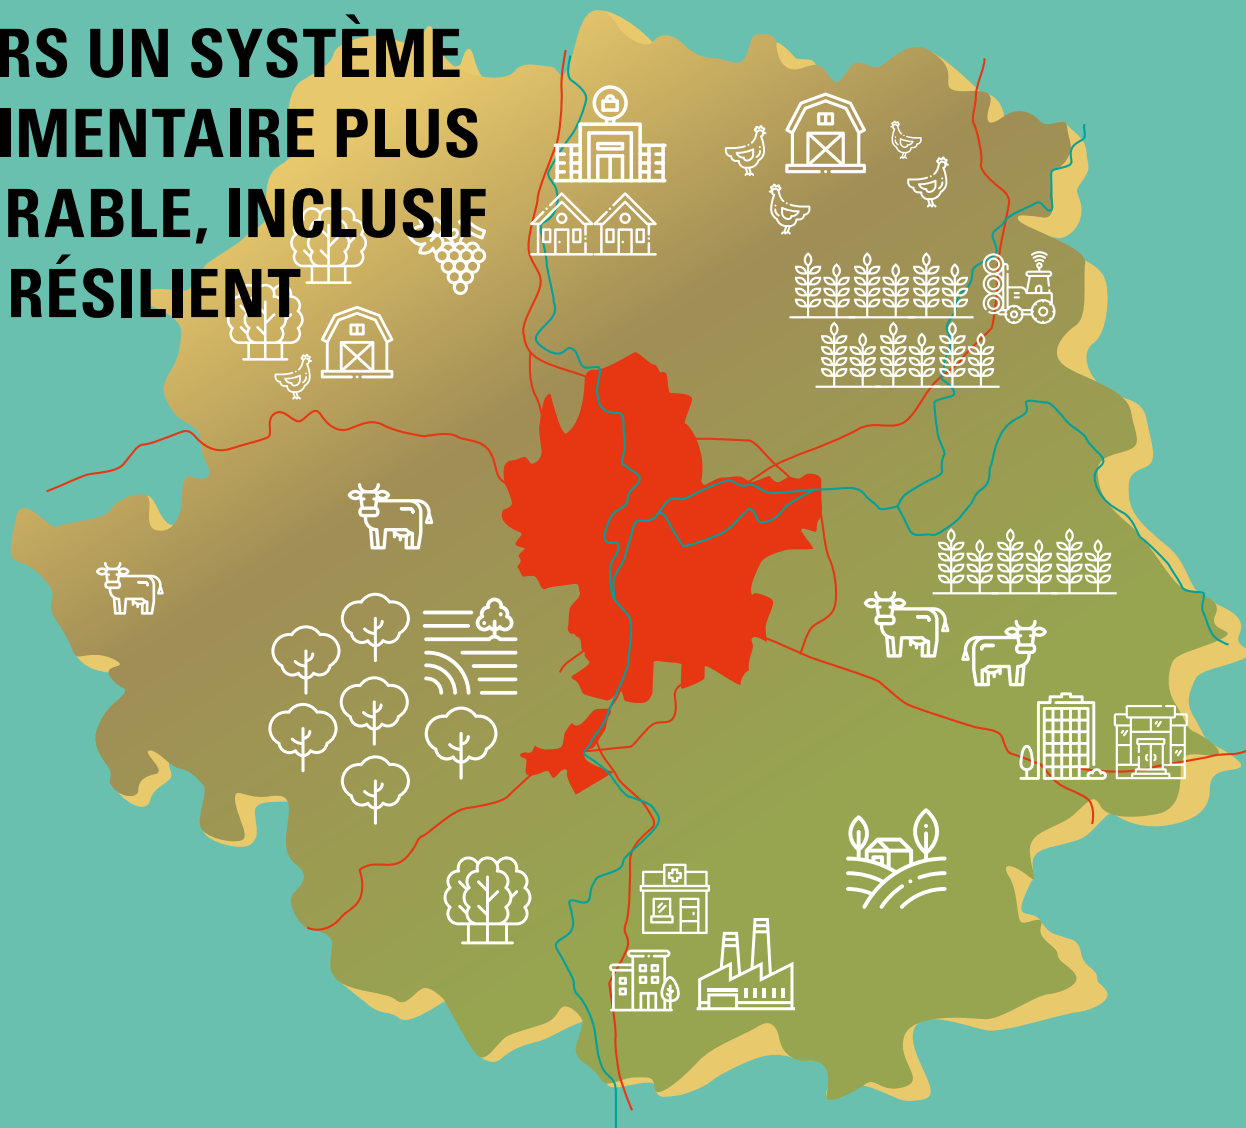 RS UN SYSTÈME
IMENTAIRE PLUS
RABLE, INCLUSIF
RÉSILIENT